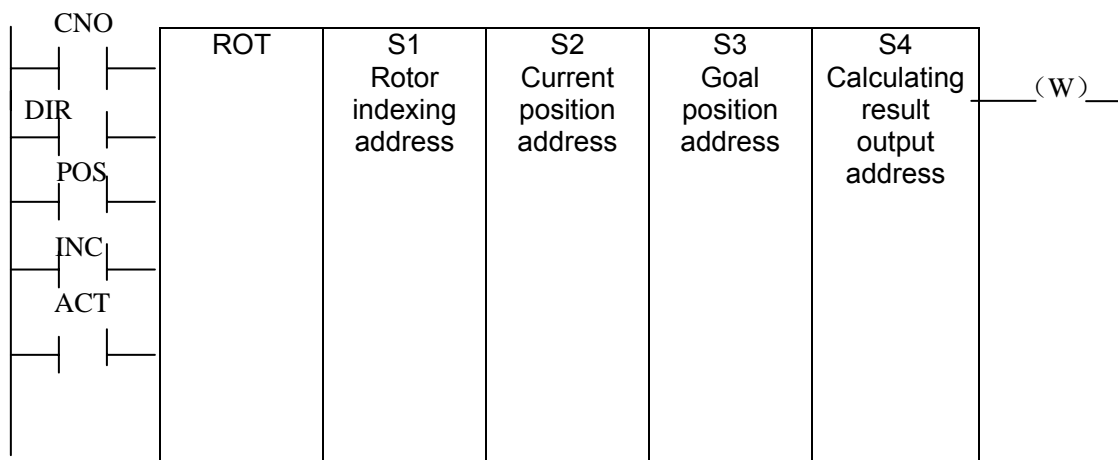 CNO
DIR
POS
INC
ACT
ROT
S1
Rotor
indexing
address
S2
Current
position
address
S3
Goal
position
address
S4
Calculating
result
output
address
（W）